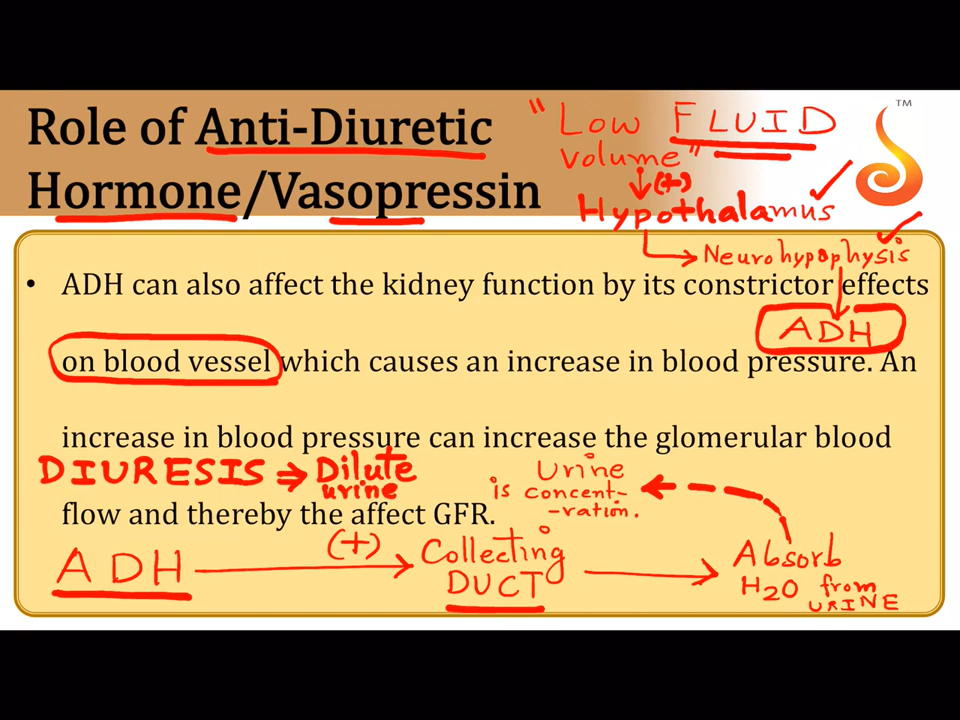 Role of Anti-Diuretic
Hormone/Vasopressin
"Low FLUID
volume"
(+)
Hypothalamus
Neurohypophysis
ADH
TM
• ADH can also affect the kidney function by its constrictor effects
on blood vessel which causes an increase in blood pressure. An
increase in blood pressure can increase the glomerular blood
flow and thereby the affect GFR.
DIURESIS ⇒ Dilute
urine
Urine
is concent-
-ration.
ADH (+) Collecting
DUCT
Absorb
H2O from
URINE